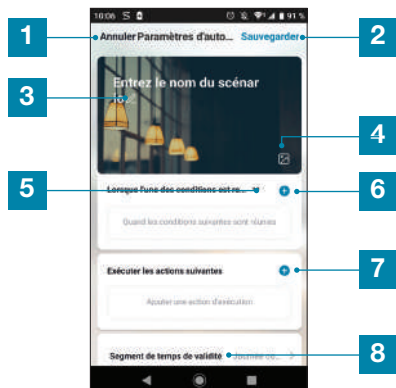 10:06 S 91 %
1
Annuler Paramètres d'auto... Sauvegarder
2
3
Entrez le nom du scénar
io
4
5
Lorsque l'une des conditions est re...
6
Quand les conditions suivantes sont réunies
Exécuter les actions suivantes
7
Ajouter une action d'exécution
Segment de temps de validité Journée co... >
8